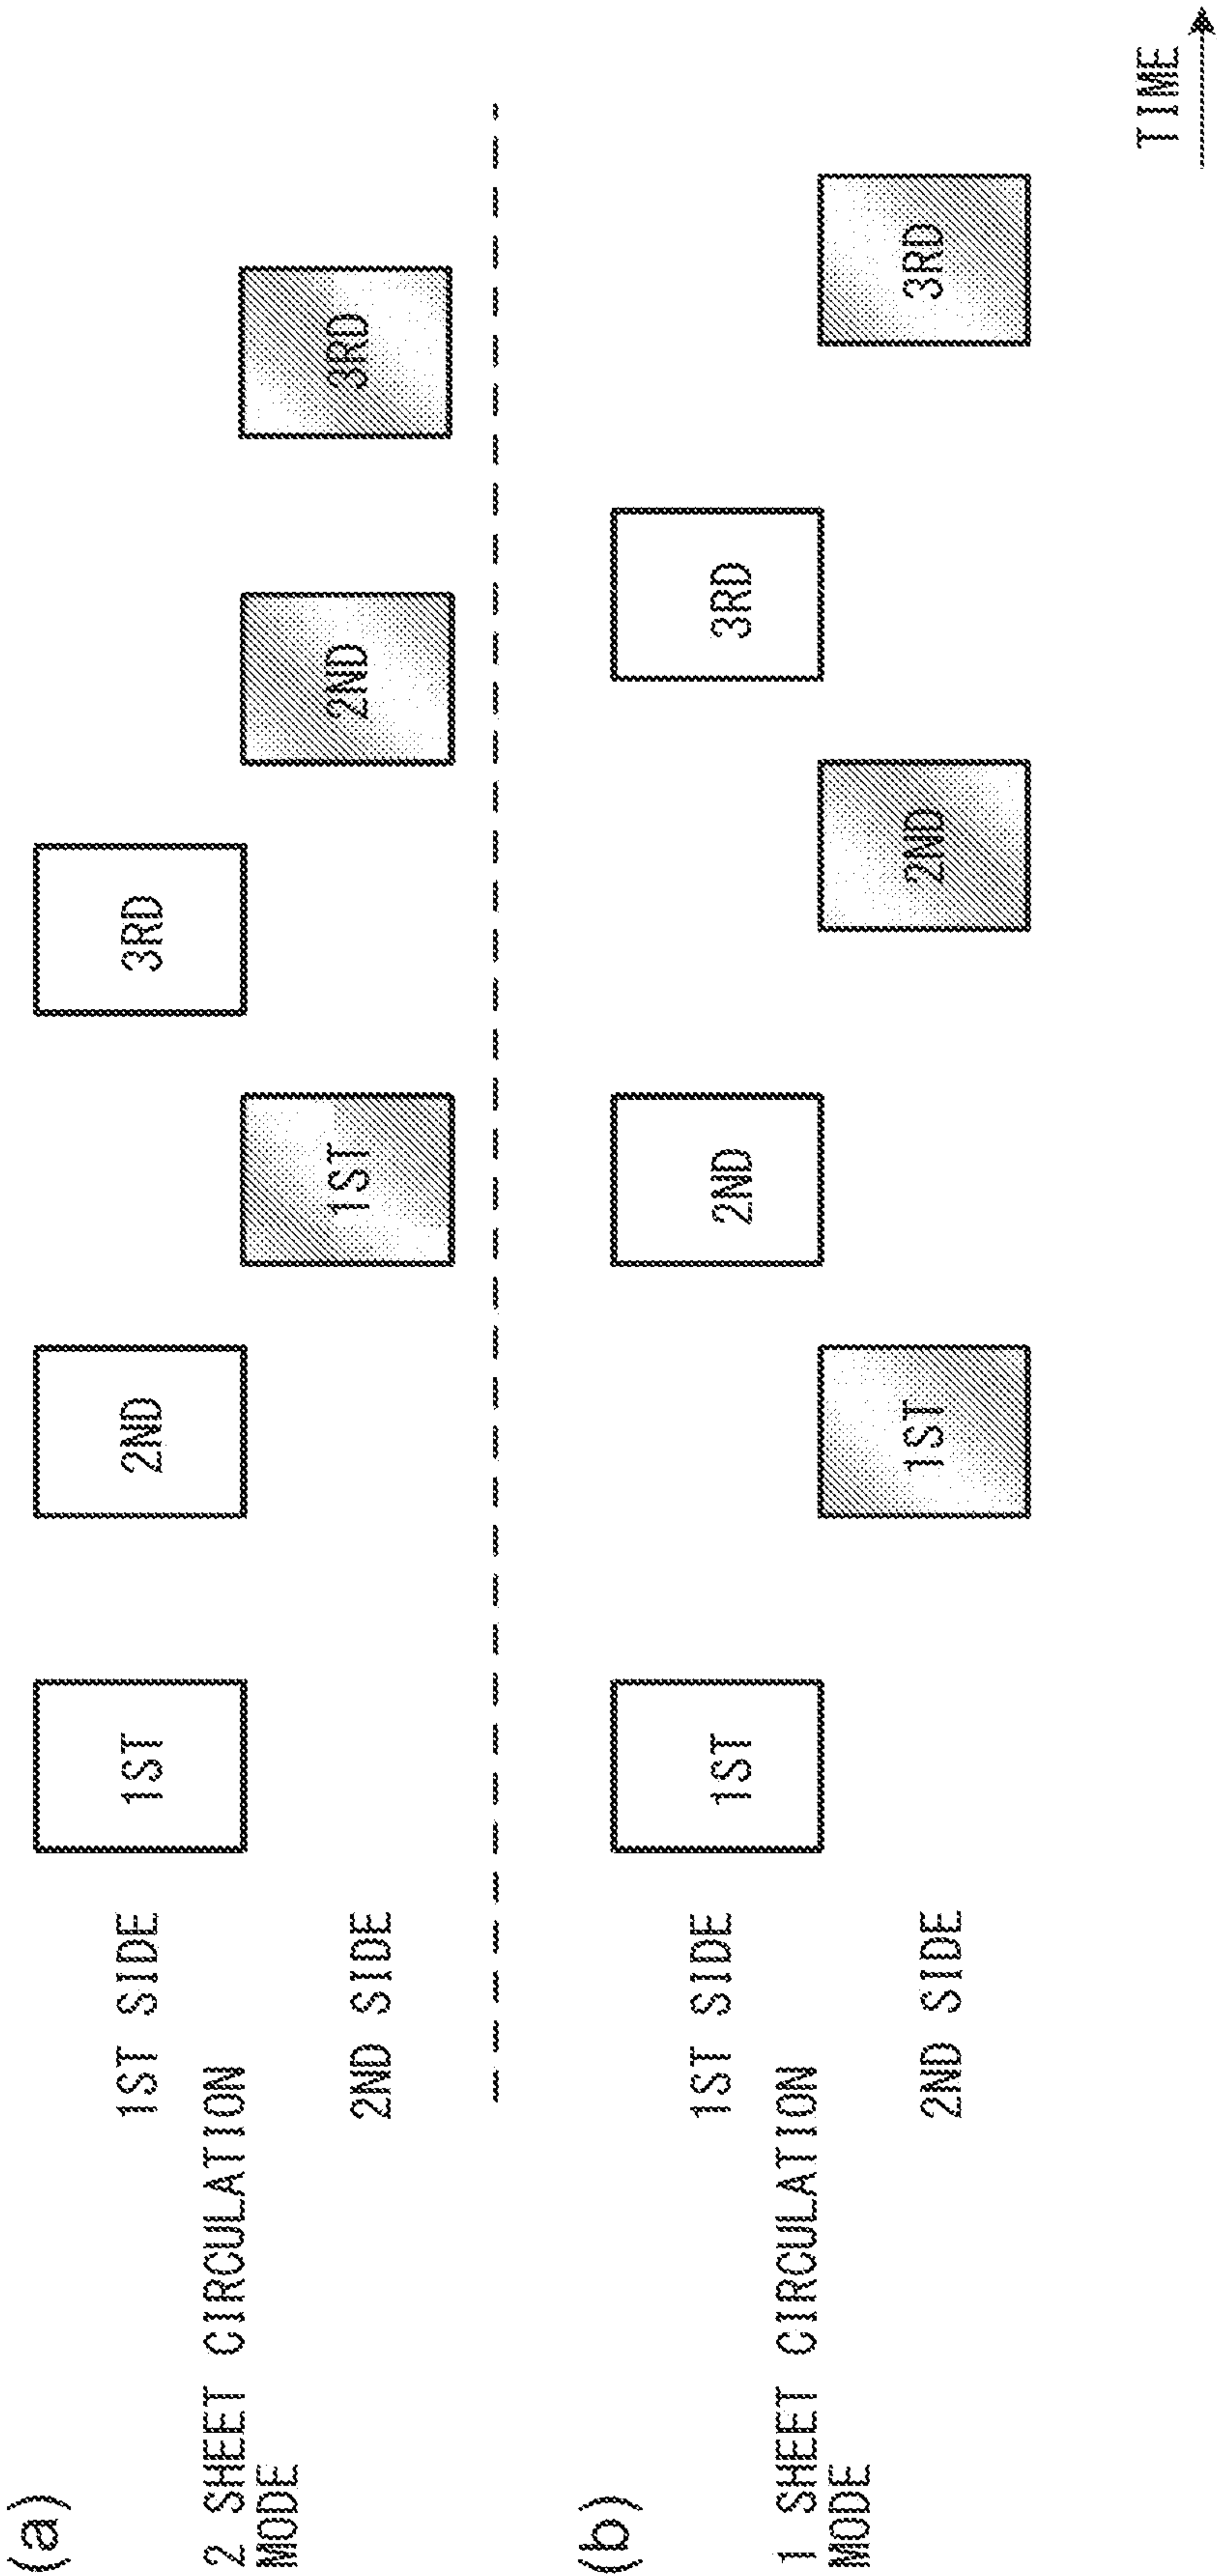 (a)
1ST SIDE
1ST
2ND
3RD
2 SHEET CIRCULATION
MODE
2ND SIDE
1ST
2ND
3RD
(b)
1ST SIDE
1ST
2ND
3RD
1 SHEET CIRCULATION
MODE
2ND SIDE
1ST
2ND
3RD
TIME